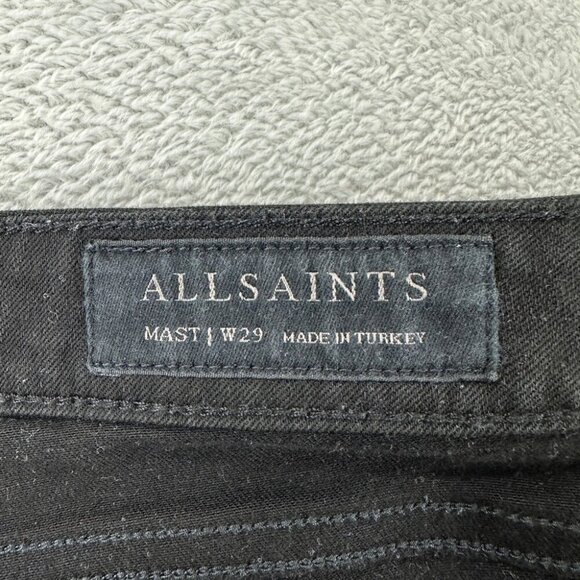 ALLSAINTS
MAST | W29 MADE IN TURKEY